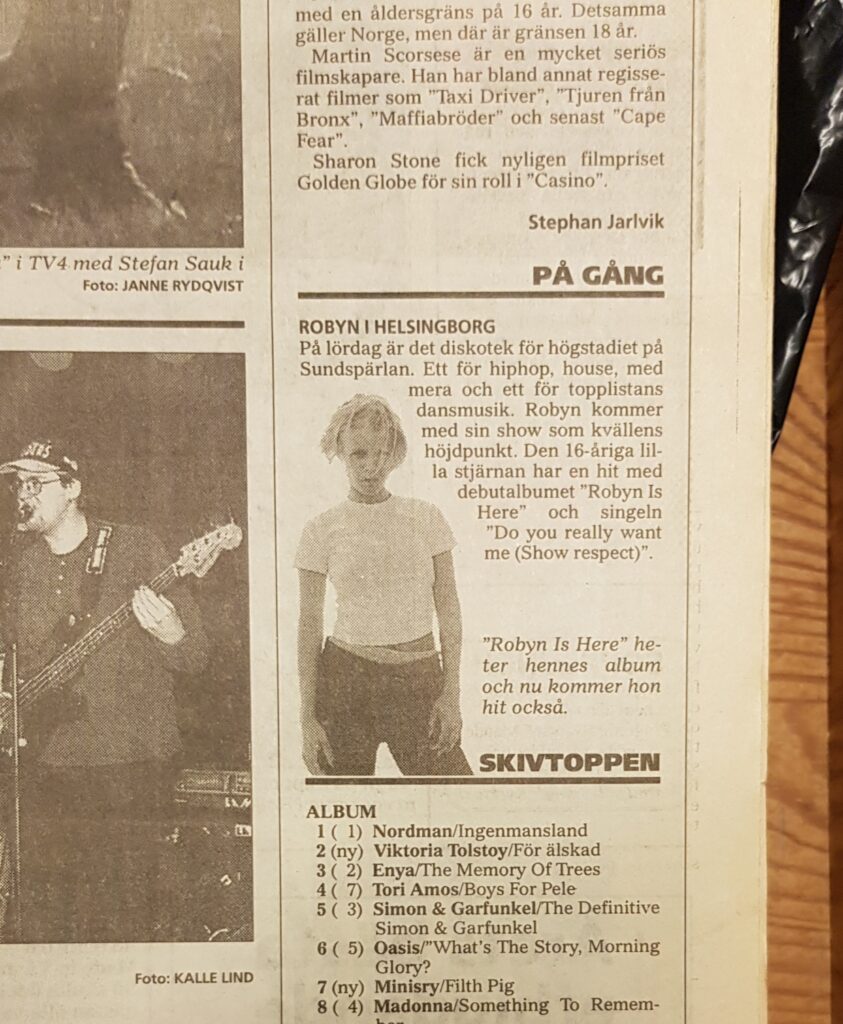 med en åldersgräns på 16 år. Detsamma
gäller Norge, men där är gränsen 18 år.
Martin Scorsese är en mycket seriös
filmskapare. Han har bland annat regisse-
rat filmer som ”Taxi Driver”, ”Tjuren från
Bronx”, ”Maffiabröder” och senast ”Cape
Fear”.
Sharon Stone fick nyligen filmpriset
Golden Globe för sin roll i ”Casino”.
Stephan Jarlvik
” i TV4 med Stefan Sauk i
Foto: JANNE RYDQVIST
PÅ GÅNG
ROBYN I HELSINGBORG
På lördag är det diskotek för högstadiet på
Sundspärlan. Ett för hiphop, house, med
mera och ett för topplistans
dansmusik. Robyn kommer
med sin show som kvällens
höjdpunkt. Den 16-åriga lil-
la stjärnan har en hit med
debutalbumet ”Robyn Is
Here” och singeln
”Do you really want
me (Show respect)”.
”Robyn Is Here” he-
ter hennes album
och nu kommer hon
hit också.
SKIVTOPPEN
ALBUM
1 ( 1) Nordman/Ingenmansland
2 (ny) Viktoria Tolstoy/För älskad
3 ( 2) Enya/The Memory Of Trees
4 ( 7) Tori Amos/Boys For Pele
5 ( 3) Simon & Garfunkel/The Definitive
Simon & Garfunkel
6 ( 5) Oasis/”What's The Story, Morning
Glory?
7 (ny) Minisry/Filth Pig
8 ( 4) Madonna/Something To Remem-
Foto: KALLE LIND